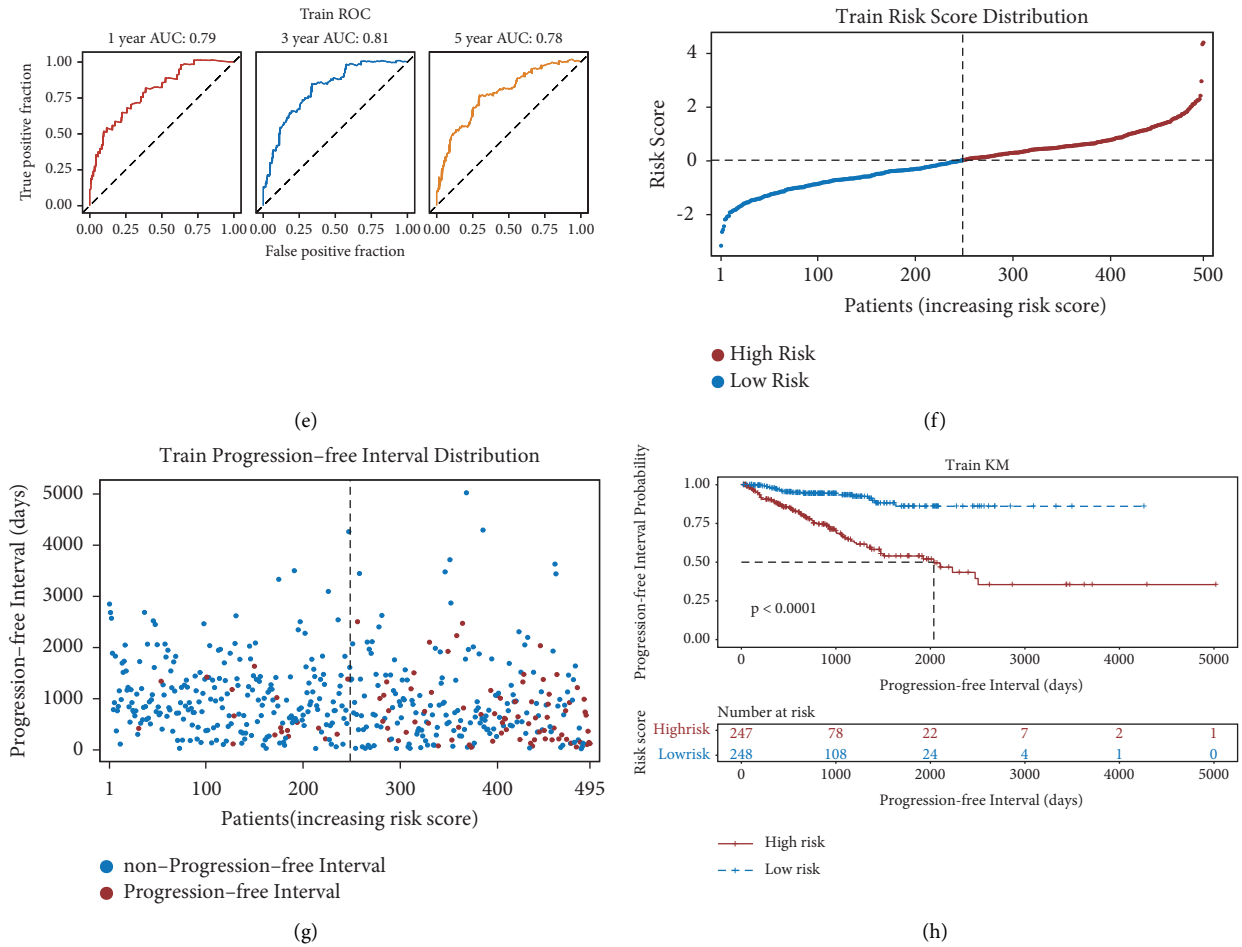 Train ROC
1 year AUC: 0.79 3 year AUC: 0.81 5 year AUC: 0.78
True positive fraction
1.00
0.75
0.50
0.25
0.00
0.00 0.25 0.50 0.75 1.00 0.00 0.25 0.50 0.75 1.00 0.00 0.25 0.50 0.75 1.00
False positive fraction
(e)
Train Risk Score Distribution
Risk Score
4
2
0
-2
1 100 200 300 400 500
Patients (increasing risk score)
High Risk
Low Risk
(f)
Train Progression–free Interval Distribution
Progression–free Interval (days)
5000
4000
3000
2000
1000
0
1 100 200 300 400 495
Patients(increasing risk score)
non–Progression–free Interval
Progression–free Interval
(g)
Train KM
Progression-free Interval Probability
1.00
0.75
0.50
0.25
0.00
p < 0.0001
0 1000 2000 3000 4000 5000
Progression-free Interval (days)
Number at risk
Risk score
Highrisk 247 78 22 7 2 1
Lowrisk 248 108 24 4 1 0
0 1000 2000 3000 4000 5000
Progression-free Interval (days)
High risk
Low risk
(h)